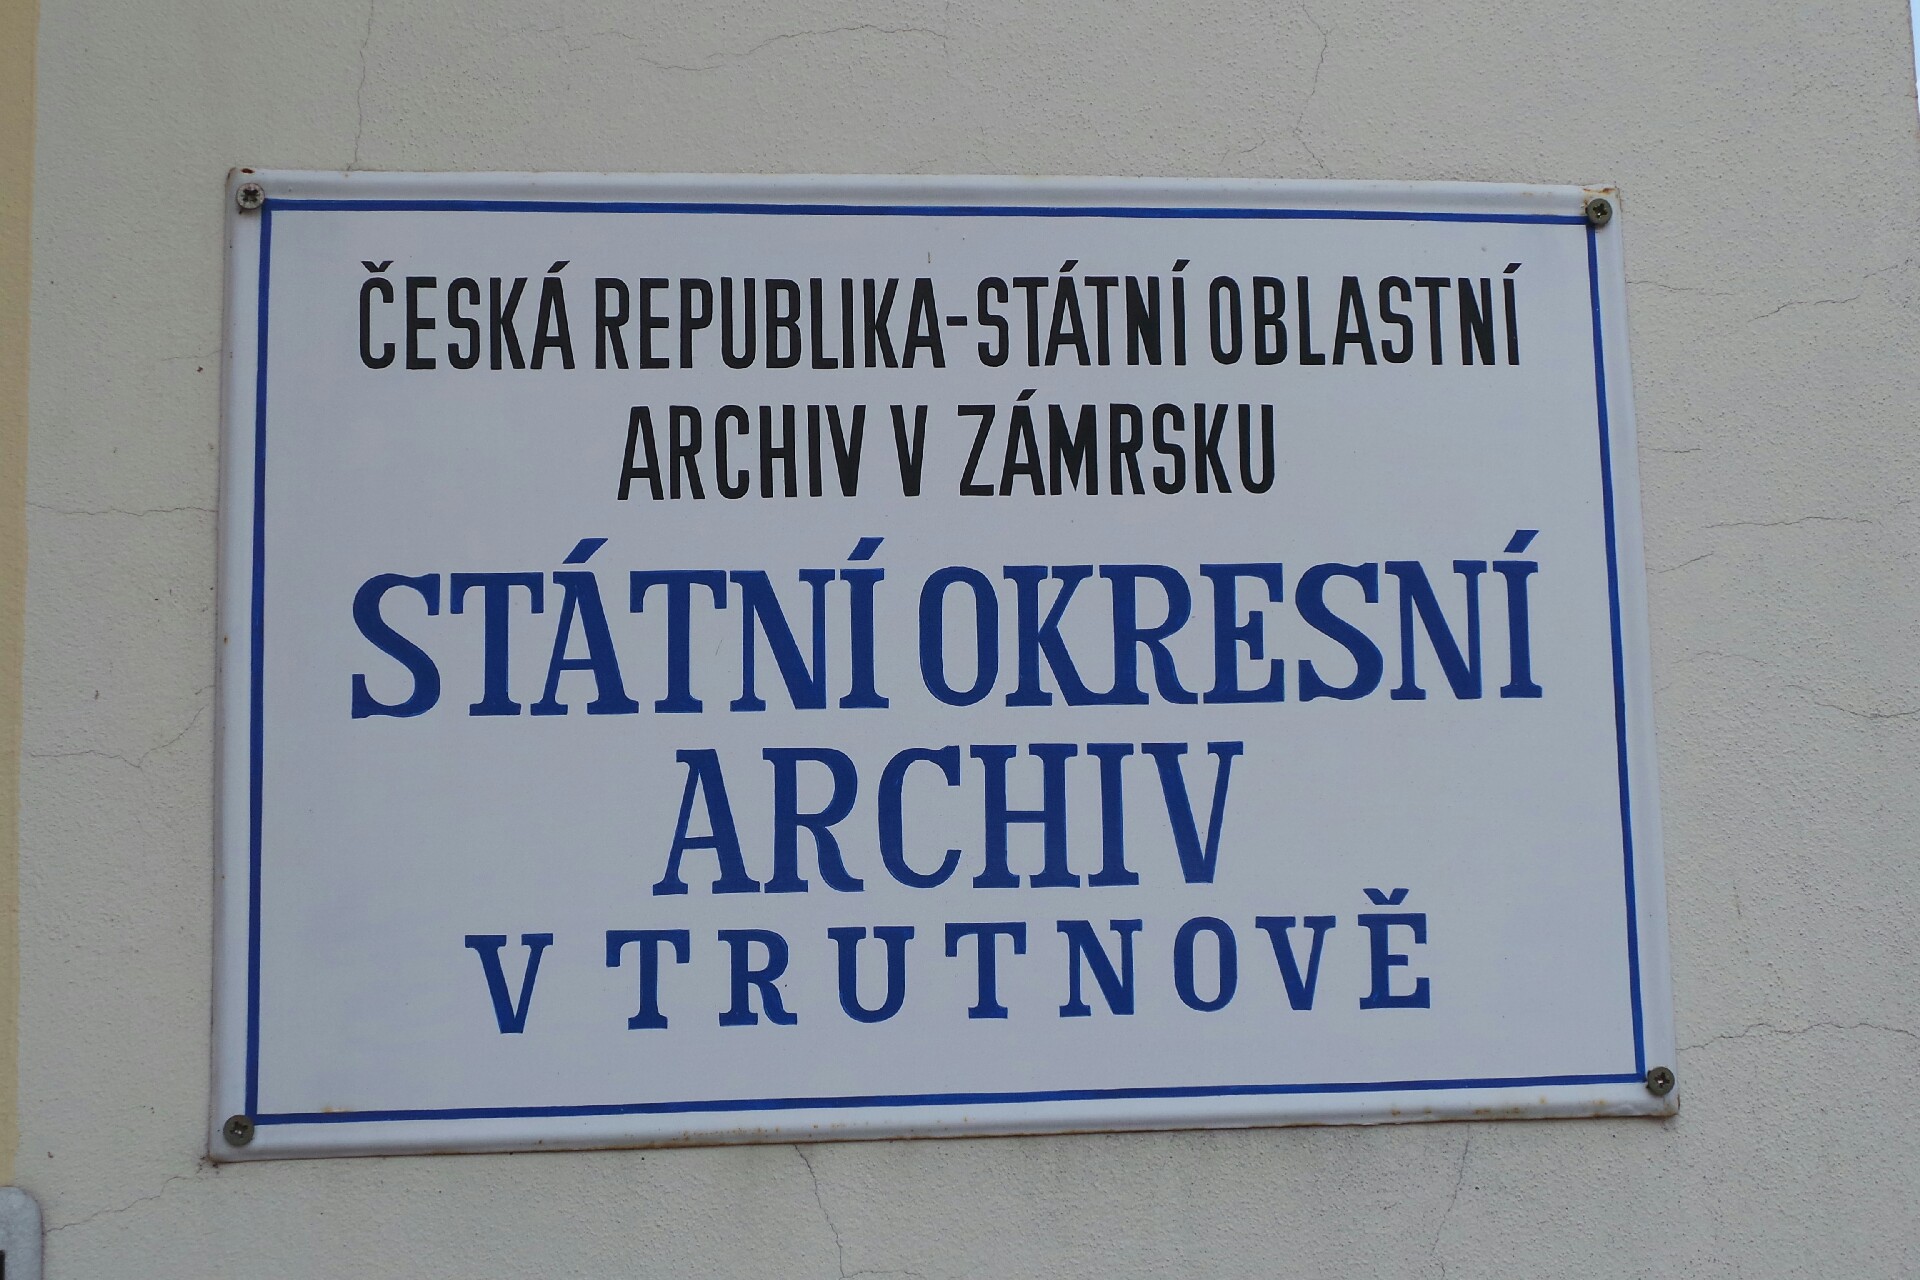 ČESKÁ REPUBLIKA-STÁTNÍ OBLASTNÍ
ARCHIV V ZÁMRSKU
STÁTNÍ OKRESNÍ
ARCHIV
V TRUTNOVĚ